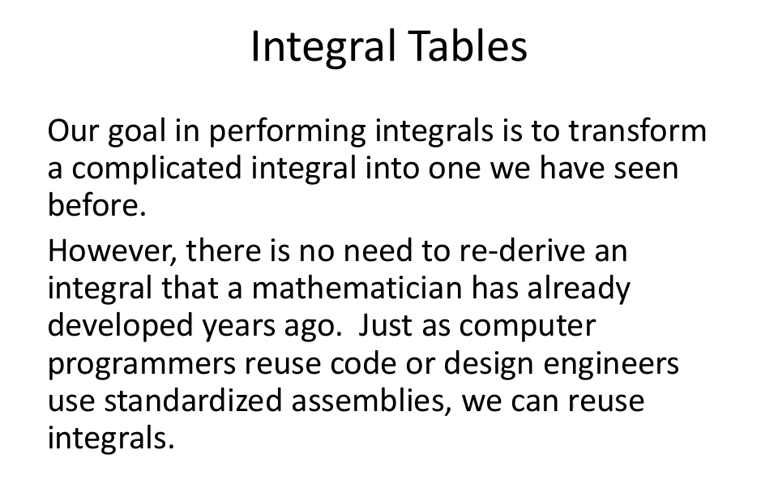 Integral Tables
Our goal in performing integrals is to transform
a complicated integral into one we have seen
before.
However, there is no need to re-derive an
integral that a mathematician has already
developed years ago.  Just as computer
programmers reuse code or design engineers
use standardized assemblies, we can reuse
integrals.